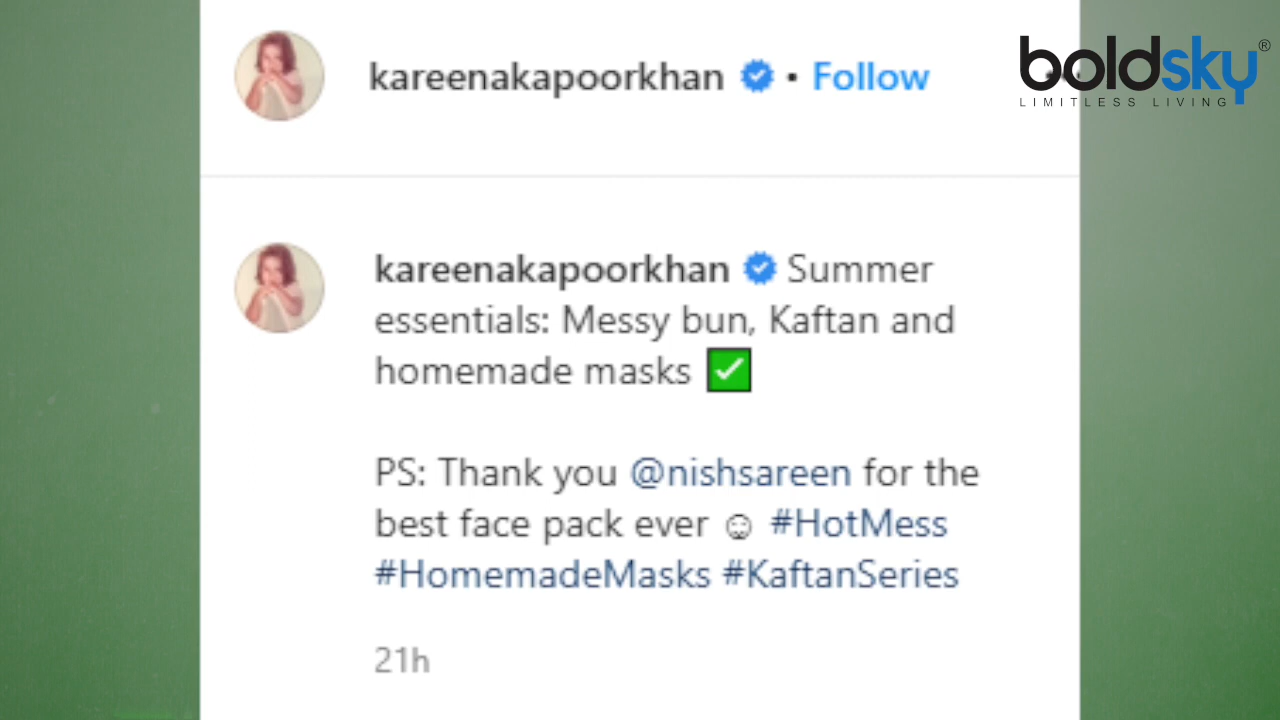 kareenakapoorkhan • Follow
boldsky®
LIMITLESS LIVING
kareenakapoorkhan Summer
essentials: Messy bun, Kaftan and
homemade masks ✅
PS: Thank you @nishsareen for the
best face pack ever ☺ #HotMess
#HomemadeMasks #KaftanSeries
21h